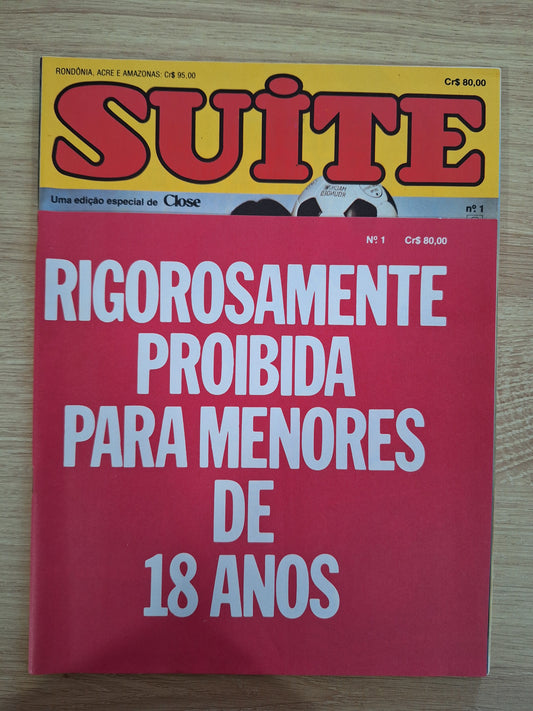 RONDÔNIA, ACRE E AMAZONAS: Cr$ 95,00
Cr$ 80,00
SUÍTE
Uma edição especial de Close
nº 1
Nº 1 Cr$ 80,00
RIGOROSAMENTE
PROIBIDA
PARA MENORES
DE
18 ANOS